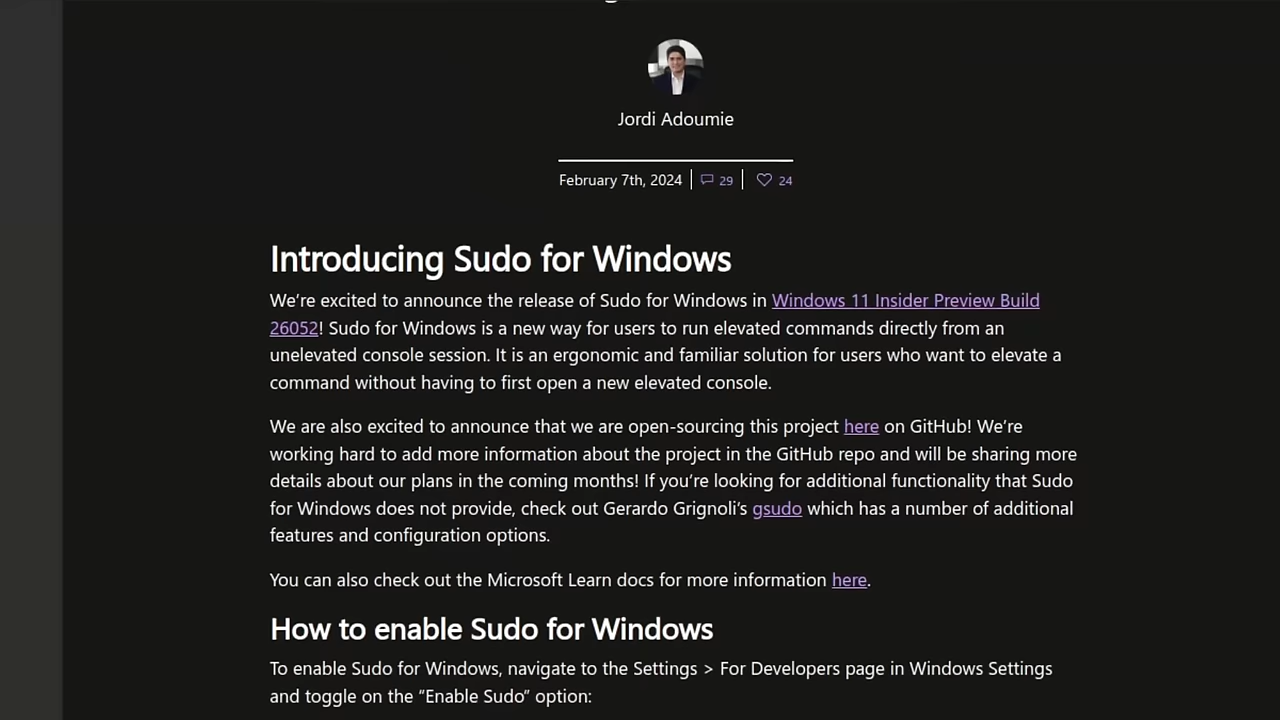 Jordi Adoumie
February 7th, 2024 | 29 | 24
Introducing Sudo for Windows
We’re excited to announce the release of Sudo for Windows in Windows 11 Insider Preview Build
26052! Sudo for Windows is a new way for users to run elevated commands directly from an
unelevated console session. It is an ergonomic and familiar solution for users who want to elevate a
command without having to first open a new elevated console.
We are also excited to announce that we are open-sourcing this project here on GitHub! We’re
working hard to add more information about the project in the GitHub repo and will be sharing more
details about our plans in the coming months! If you’re looking for additional functionality that Sudo
for Windows does not provide, check out Gerardo Grignoli’s gsudo which has a number of additional
features and configuration options.
You can also check out the Microsoft Learn docs for more information here.
How to enable Sudo for Windows
To enable Sudo for Windows, navigate to the Settings > For Developers page in Windows Settings
and toggle on the “Enable Sudo” option: